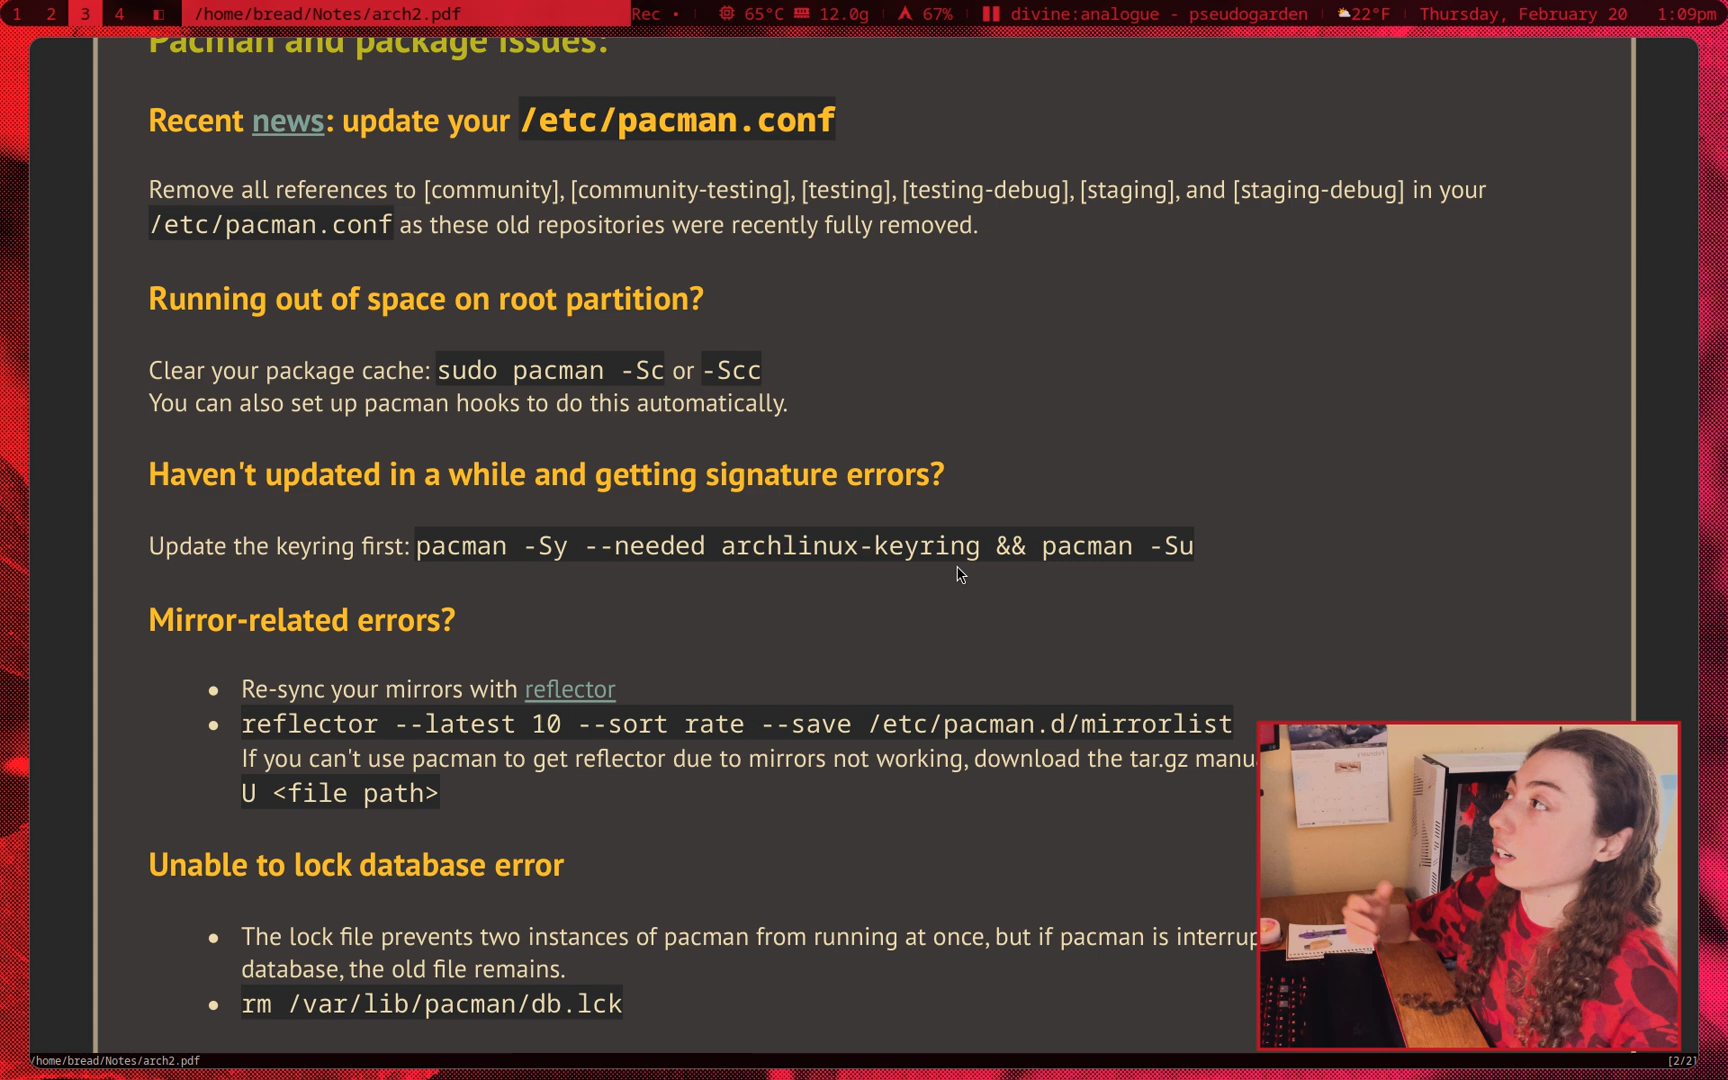 1 2 3 4 /home/bread/Notes/arch2.pdf Rec • 65°C 12.0g 67% divine:analogue - pseudogarden 22°F Thursday, February 20 1:09pm
Pacman and package issues:
Recent news: update your /etc/pacman.conf
Remove all references to [community], [community-testing], [testing], [testing-debug], [staging], and [staging-debug] in your
/etc/pacman.conf as these old repositories were recently fully removed.
Running out of space on root partition?
Clear your package cache: sudo pacman -Sc or -Scc
You can also set up pacman hooks to do this automatically.
Haven't updated in a while and getting signature errors?
Update the keyring first: pacman -Sy --needed archlinux-keyring && pacman -Su
Mirror-related errors?
• Re-sync your mirrors with reflector
• reflector --latest 10 --sort rate --save /etc/pacman.d/mirrorlist
If you can't use pacman to get reflector due to mirrors not working, download the tar.gz
U <file path>
Unable to lock database error
• The lock file prevents two instances of pacman from running at once, but if pacman is
database, the old file remains.
• rm /var/lib/pacman/db.lck
/home/bread/Notes/arch2.pdf [2/2]